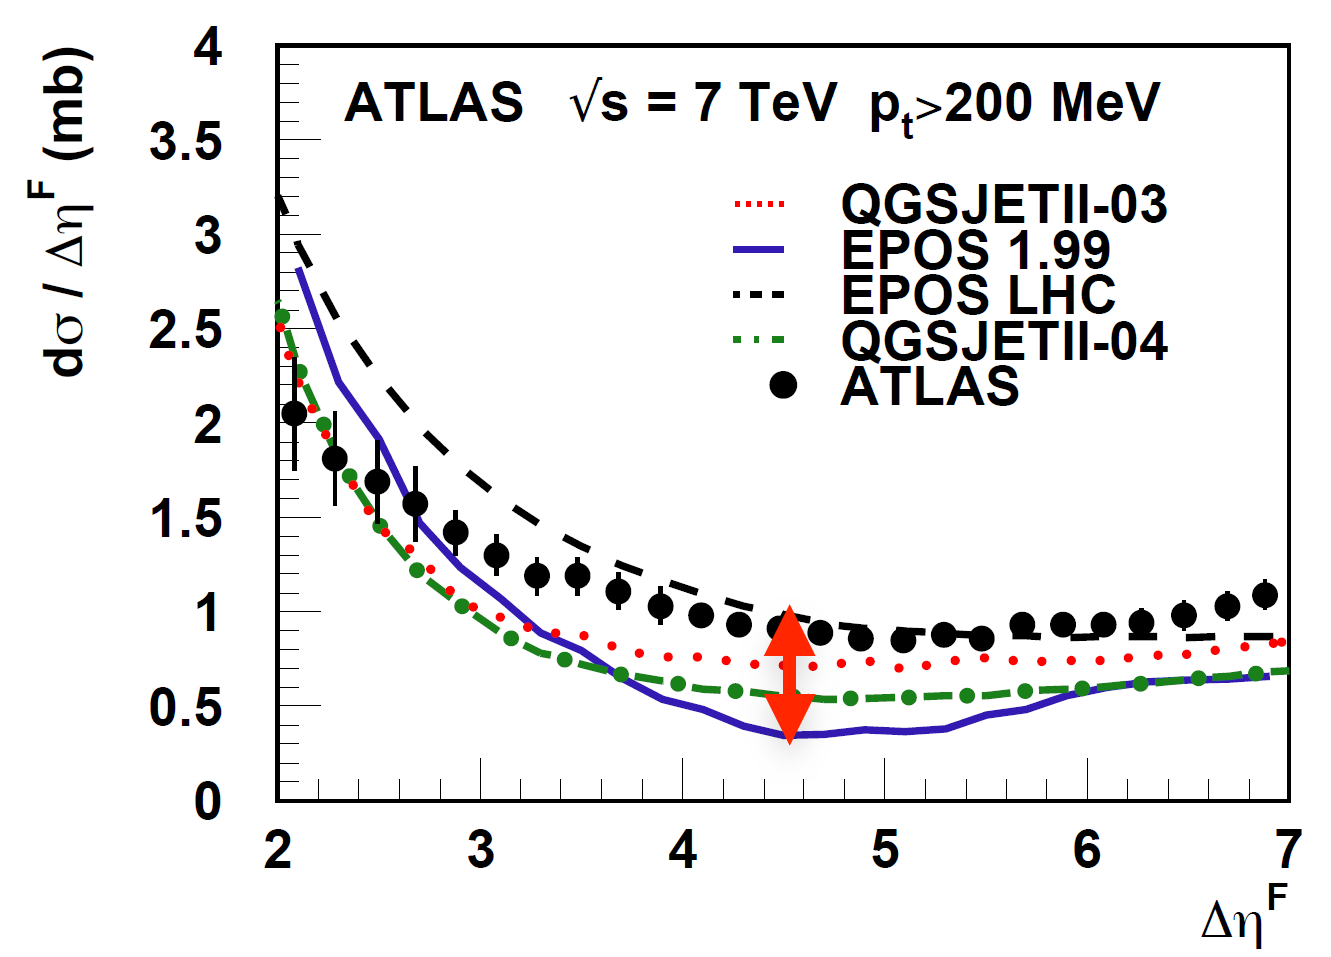 dσ / Δη^F (mb)
4
3.5
3
2.5
2
1.5
1
0.5
0
ATLAS √s = 7 TeV p_t>200 MeV
QGSJETII-03
EPOS 1.99
EPOS LHC
QGSJETII-04
ATLAS
2 3 4 5 6 7
Δη^F